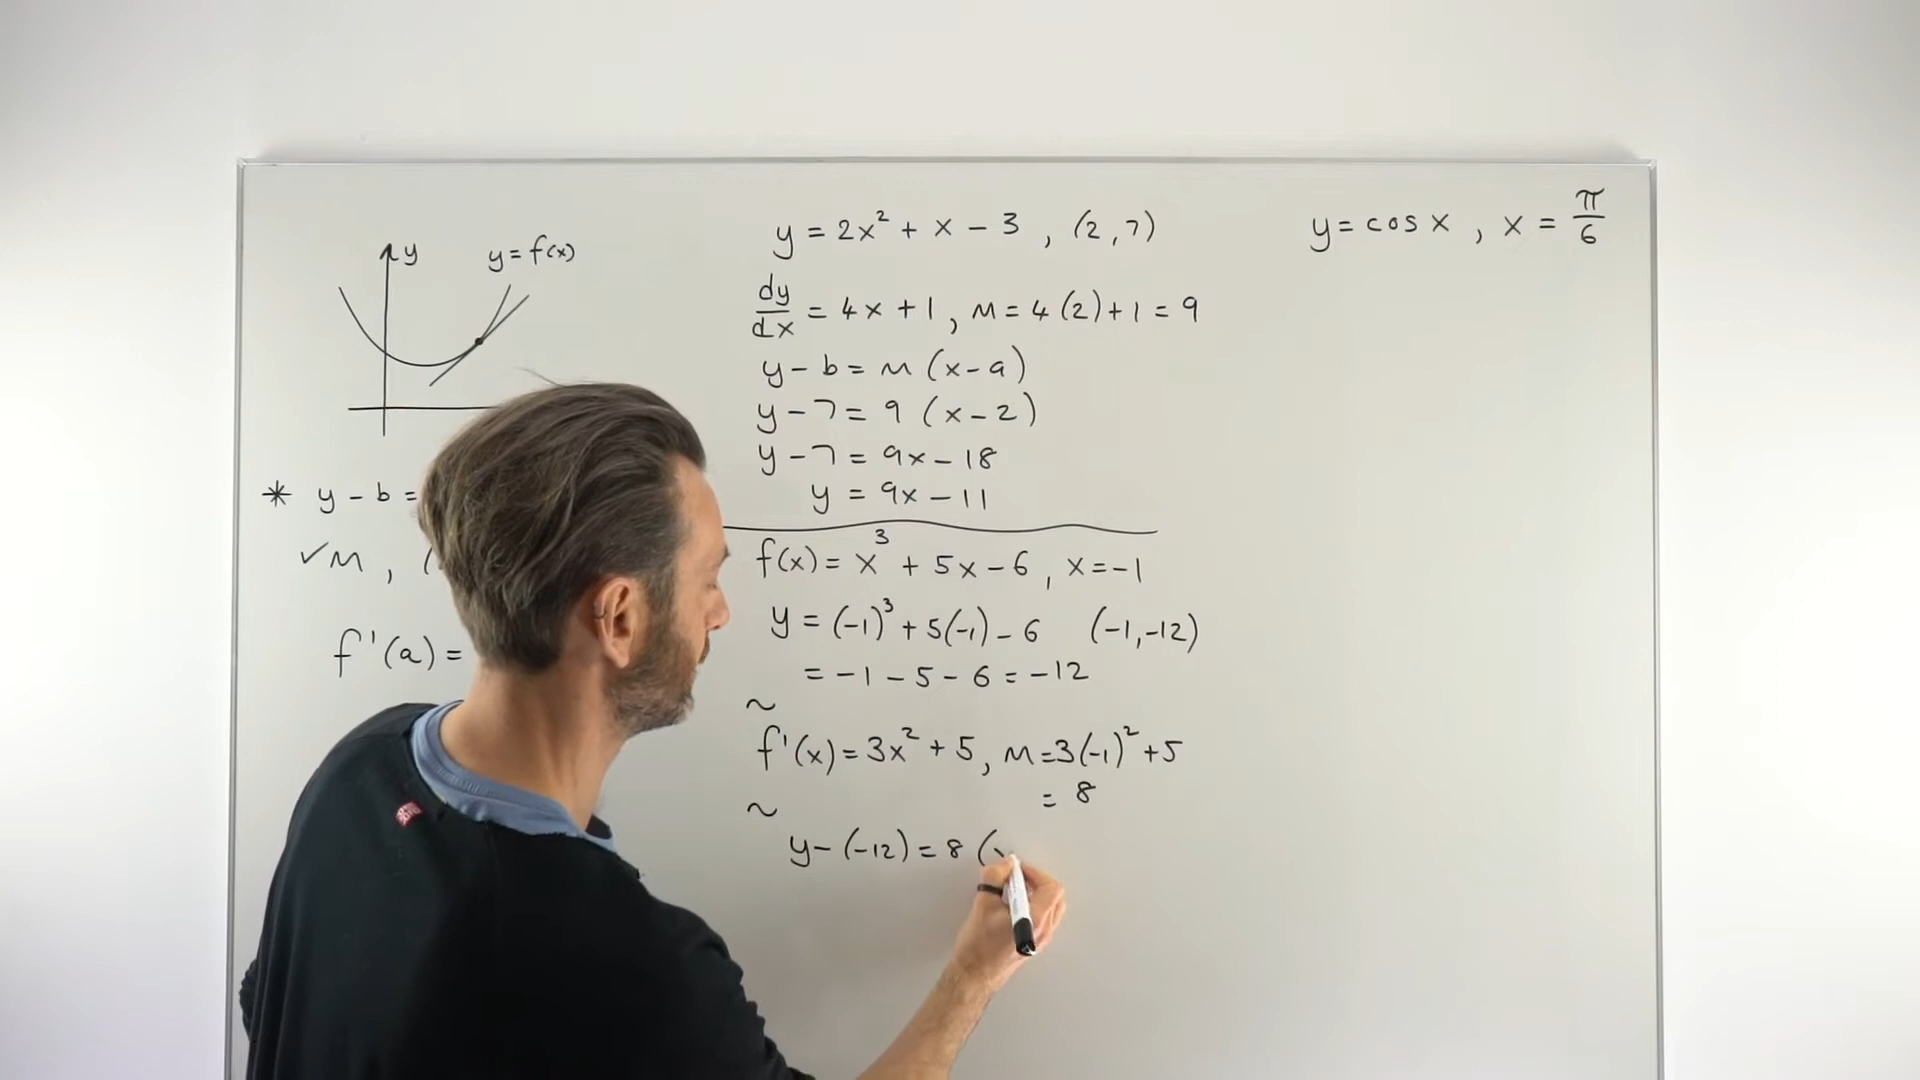 y
y = f(x)
* y - b =
✓ m , (
f'(a) =
y = 2x² + x - 3 , (2,7)
dy/dx = 4x + 1 , m = 4(2) + 1 = 9
y - b = m (x - a)
y - 7 = 9 (x - 2)
y - 7 = 9x - 18
y = 9x - 11
f(x) = x³ + 5x - 6 , x = -1
y = (-1)³ + 5(-1) - 6 (-1,-12)
= -1 - 5 - 6 = -12
~
f'(x) = 3x² + 5 , m = 3(-1)² + 5
= 8
~
y - (-12) = 8 (
y = cos x , x = π/6